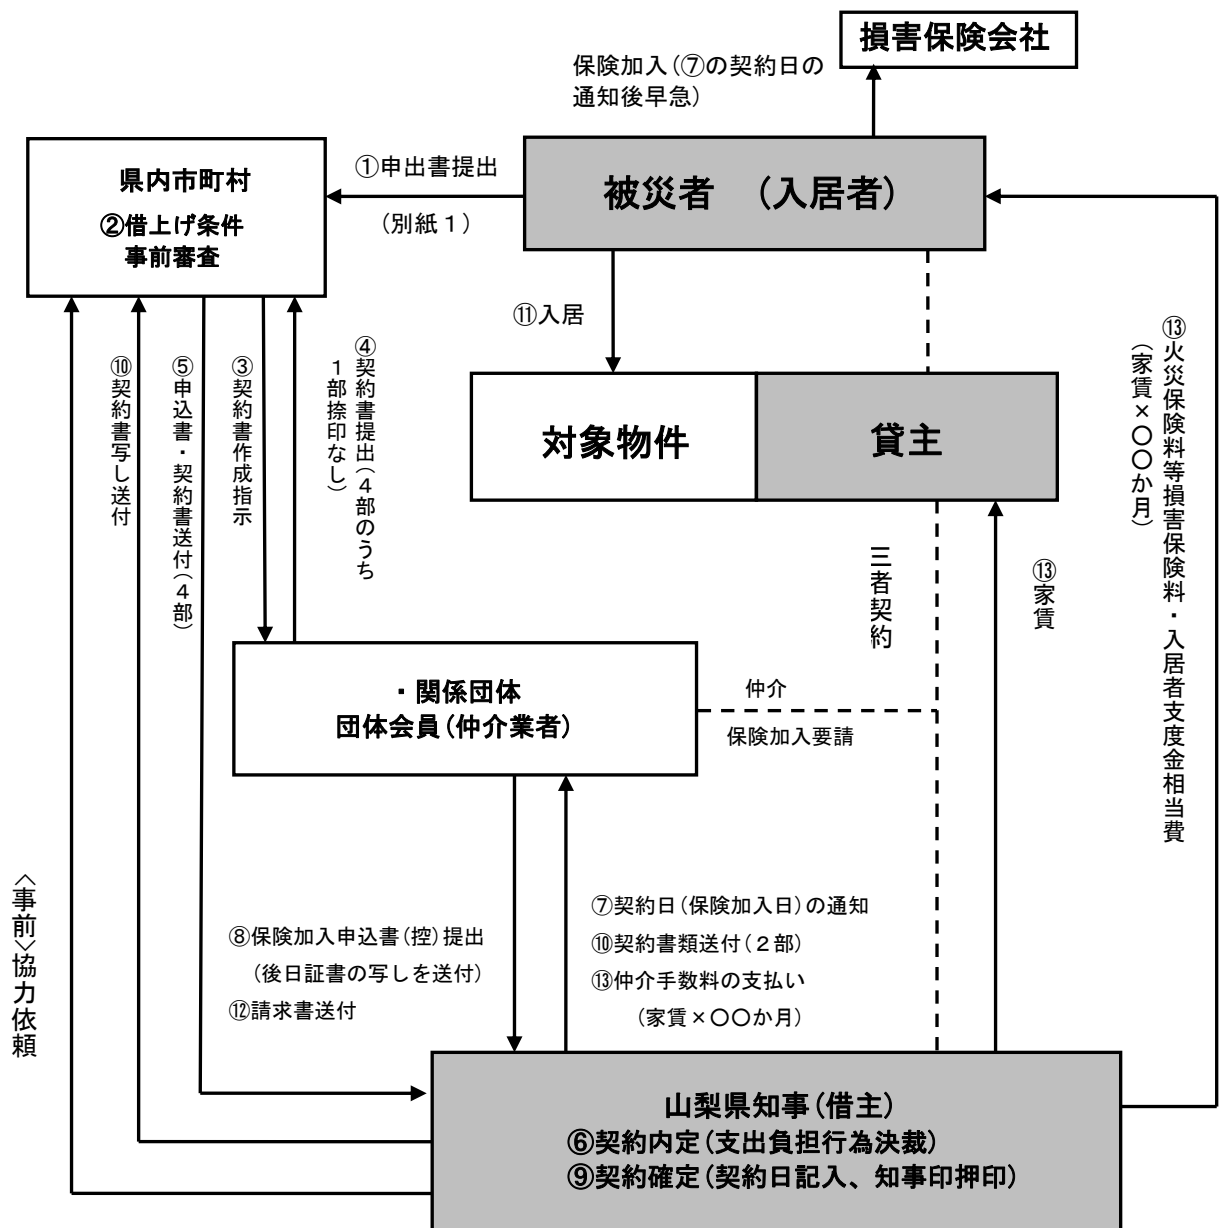 損害保険会社
保険加入(⑦の契約日の
通知後早急)
県内市町村
②借上げ条件
事前審査
①申出書提出
(別紙1)
被災者 (入居者)
⑪入居
⑩契約書写し送付
⑤申込書・契約書送付(4部)
③契約書作成指示
④契約書提出(4部のうち
1部捺印なし)
対象物件
貸主
⑬火災保険料等損害保険料・入居者支度金相当費
(家賃×〇〇か月)
三者契約
⑬家賃
・関係団体
団体会員(仲介業者)
仲介
保険加入要請
<事前>協力依頼
⑧保険加入申込書(控)提出
(後日証書の写しを送付)
⑫請求書送付
⑦契約日(保険加入日)の通知
⑩契約書類送付(2部)
⑬仲介手数料の支払い
(家賃×〇〇か月)
山梨県知事(借主)
⑥契約内定(支出負担行為決裁)
⑨契約確定(契約日記入、知事印押印)